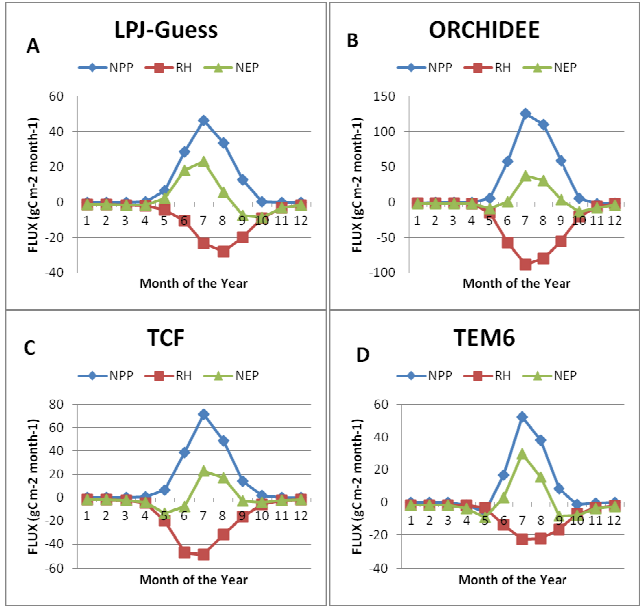 LPJ-Guess
A
NPP RH NEP
FLUX (gC m-2 month-1)
60
40
20
0
-20
-40
1 2 3 4 5 6 7 8 9 10 11 12
Month of the Year
ORCHIDEE
B
NPP RH NEP
FLUX (gC m-2 month-1)
150
100
50
0
-50
-100
1 2 3 4 5 6 7 8 9 10 11 12
Month of the Year
TCF
C
NPP RH NEP
FLUX (gC m-2 month-1)
80
60
40
20
0
-20
-40
-60
1 2 3 4 5 6 7 8 9 10 11 12
Month of the Year
TEM6
D
NPP RH NEP
FLUX (gC m-2 month-1)
60
40
20
0
-20
-40
1 2 3 4 5 6 7 8 9 10 11 12
Month of the Year